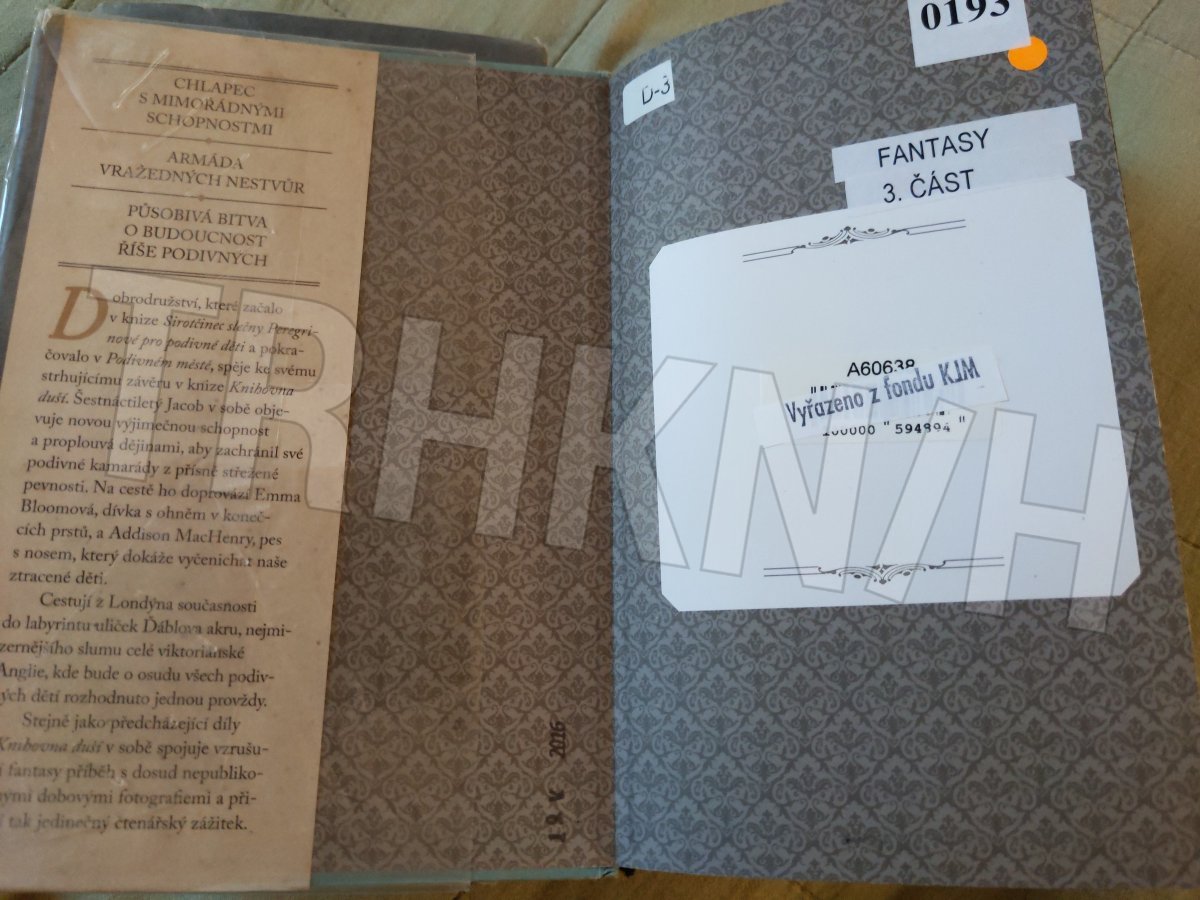 CHLAPEC
S MIMOŘÁDNÝMI
SCHOPNOSTMI
ARMÁDA
VRAŽEDNÝCH NESTVŮR
PŮSOBIVÁ BITVA
O BUDOUCNOST
ŘÍŠE PODIVNÝCH
Dobrodružství, které začalo
v knize Sirotčinec slečny Peregri-
nové pro podivné děti a pokra-
čovalo v Podivném městě, spěje ke svému
strhujícímu závěru v knize Knihovna
duší. Šestnáctiletý Jacob v sobě obje-
vuje novou výjimečnou schopnost
a proplouvá dějinami, aby zachránil své
podivné kamarády z přísně střežené
pevnosti. Na cestě ho doprovází Emma
Bloomová, dívka s ohněm v koneč-
cích prstů, a Addison MacHenry, pes
s nosem, který dokáže vyčenichat naše
ztracené děti.
Cestují z Londýna současnosti
do labyrintu uliček Ďáblova akru, nejmi-
zernějšího slumu celé viktoriánské
Anglie, kde bude o osudu všech podiv-
ných dětí rozhodnuto jednou provždy.
Stejně jako předcházející díly
Knihovna duší v sobě spojuje vzrušu-
í fantasy příběh s dosud nepubliko-
nými dobovými fotografiemi a při-
í tak jedinečný čtenářský zážitek.
19. V. 2016
0193
D-3
FANTASY
3. ČÁST
A60638
Vyřazeno z fondu KJM
100000 "594994"
TRHKNIH